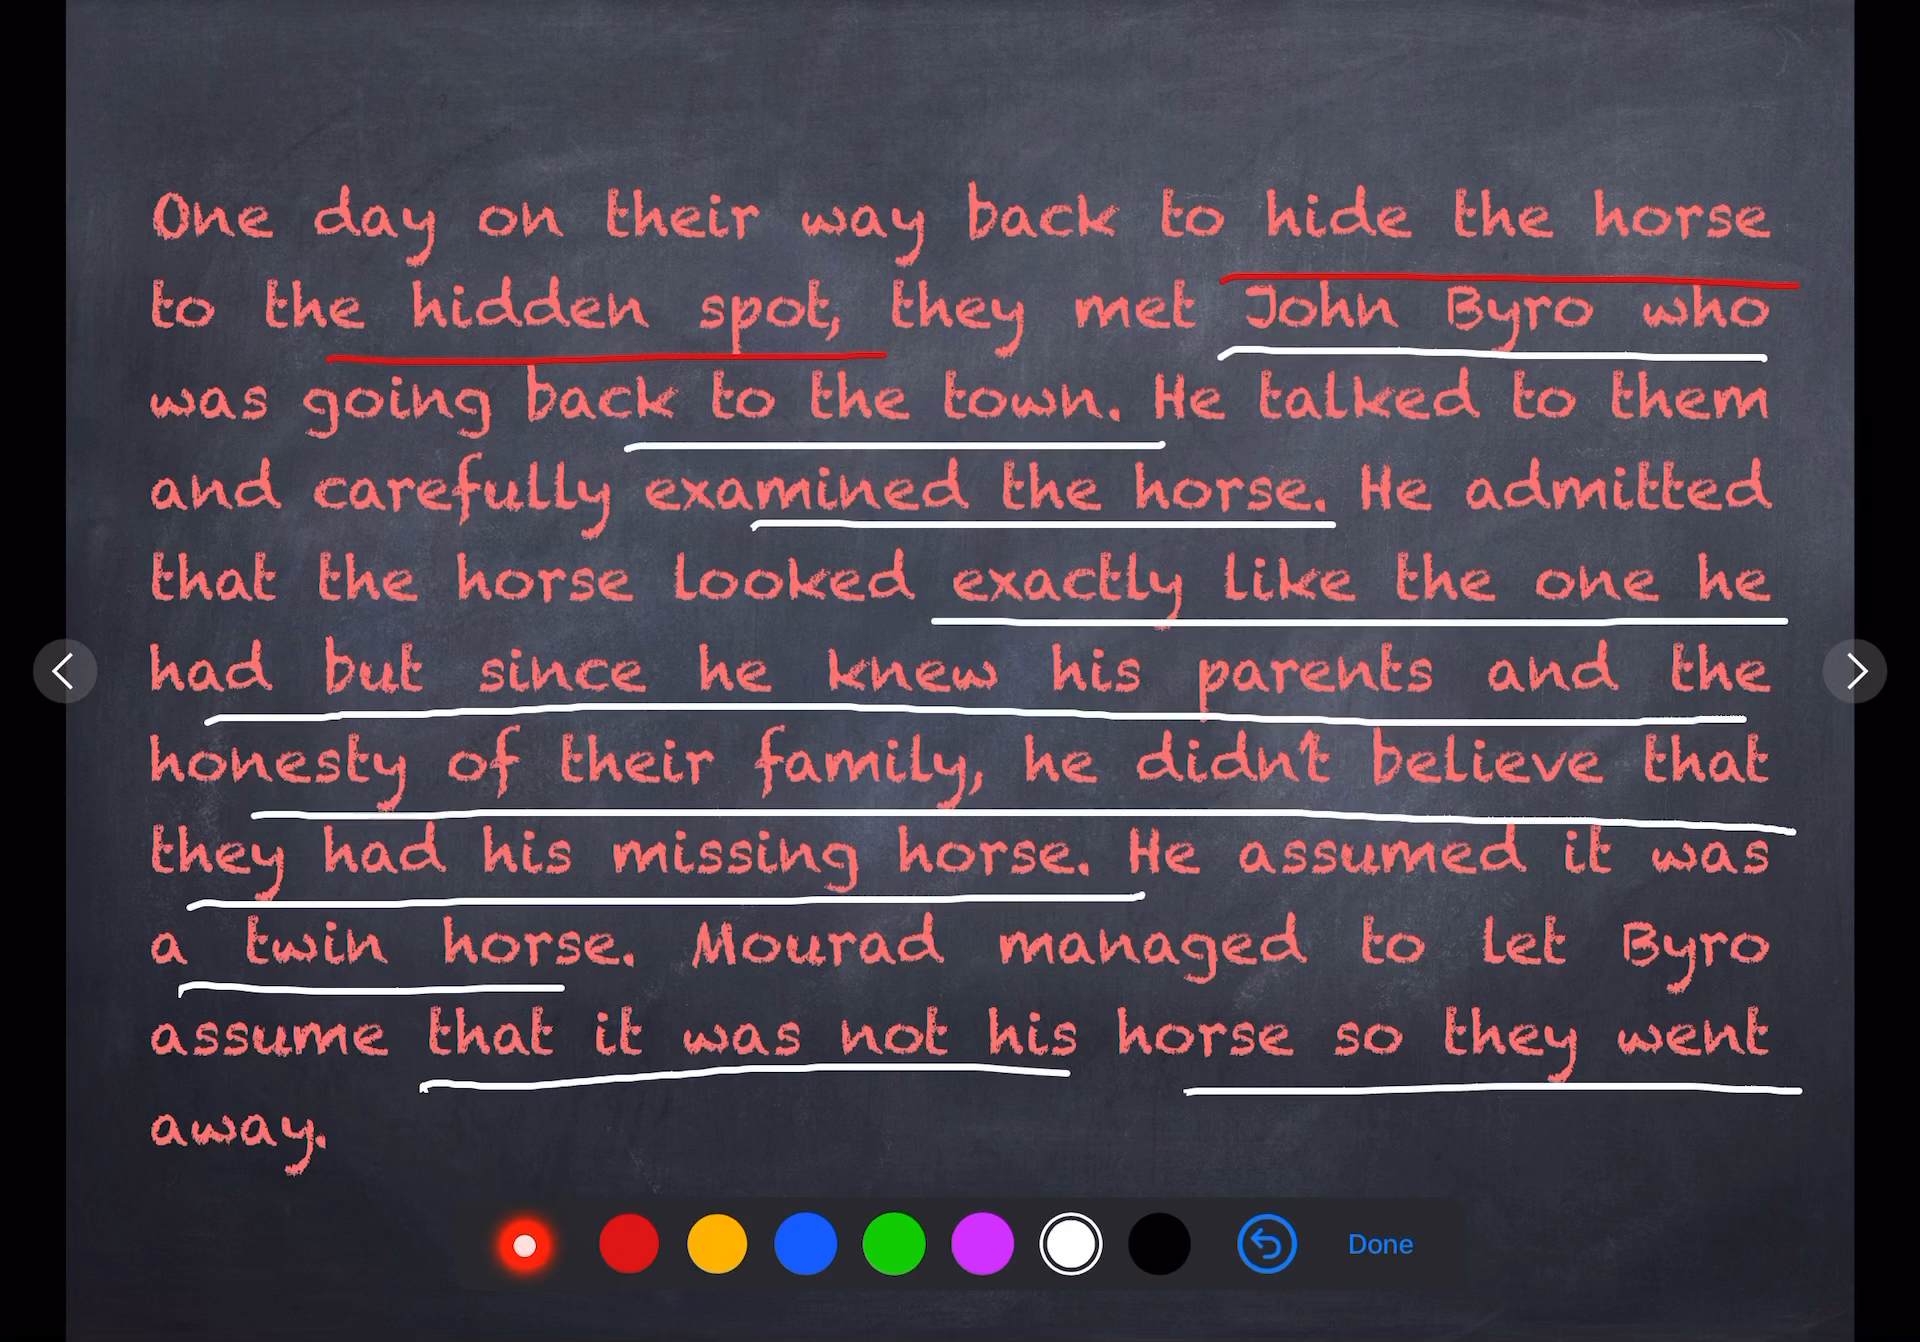 One day on their way back to hide the horse
to the hidden spot, they met John Byro who
was going back to the town. He talked to them
and carefully examined the horse. He admitted
that the horse looked exactly like the one he
had but since he knew his parents and the
honesty of their family, he didn't believe that
they had his missing horse. He assumed it was
a twin horse. Mourad managed to let Byro
assume that it was not his horse so they went
away.
Done